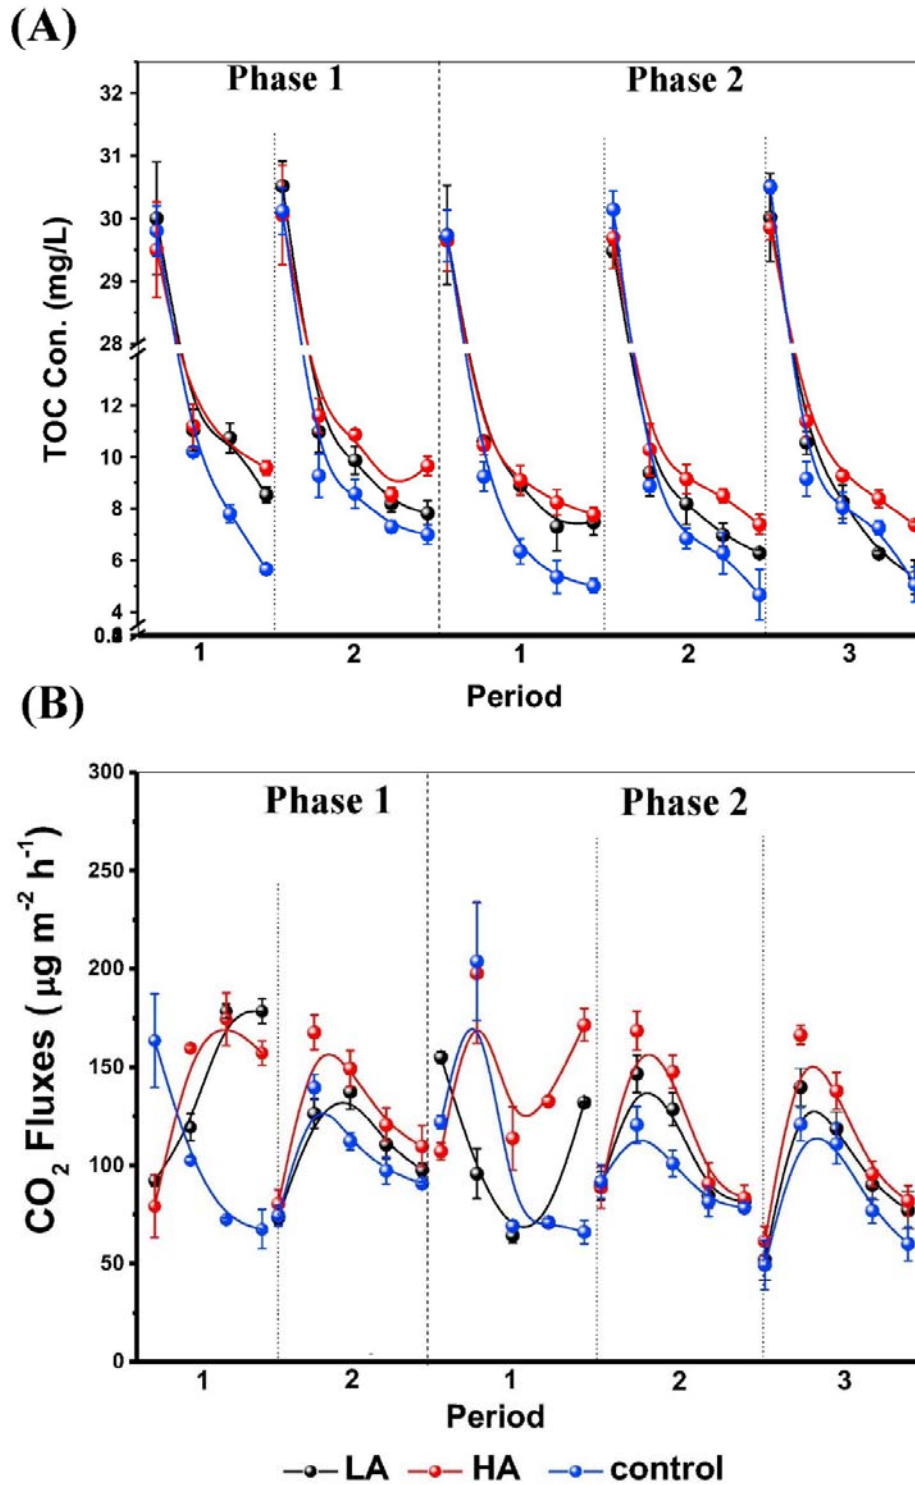 (A)
Phase 1
Phase 2
TOC Con. (mg/L)
32
30
29
28
12
10
8
6
4
1
2
1
2
3
Period
(B)
Phase 1
Phase 2
CO₂ Fluxes ( µg m⁻² h⁻¹)
300
250
200
150
100
50
0
1
2
1
2
3
Period
LA HA control